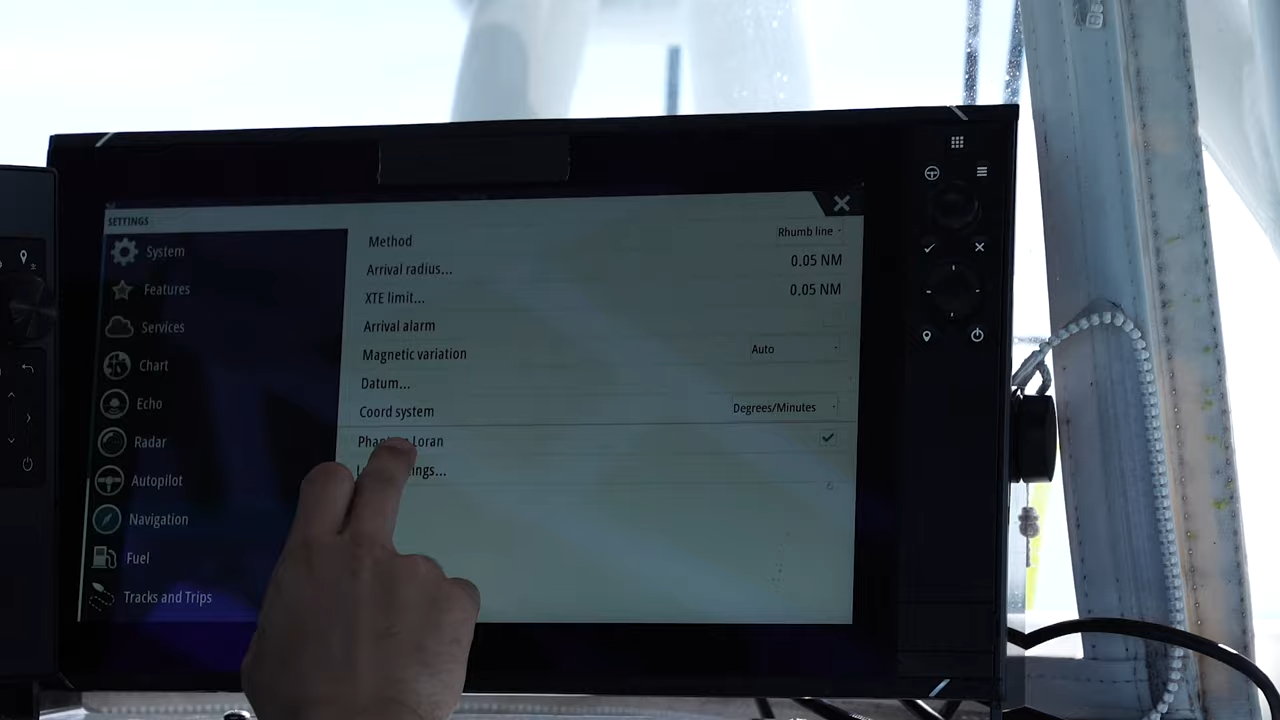 SETTINGS
System
Features
Services
Chart
Echo
Radar
Autopilot
Navigation
Fuel
Tracks and Trips
Method Rhumb line
Arrival radius... 0.05 NM
XTE limit... 0.05 NM
Arrival alarm
Magnetic variation Auto
Datum...
Coord system Degrees/Minutes
Loran